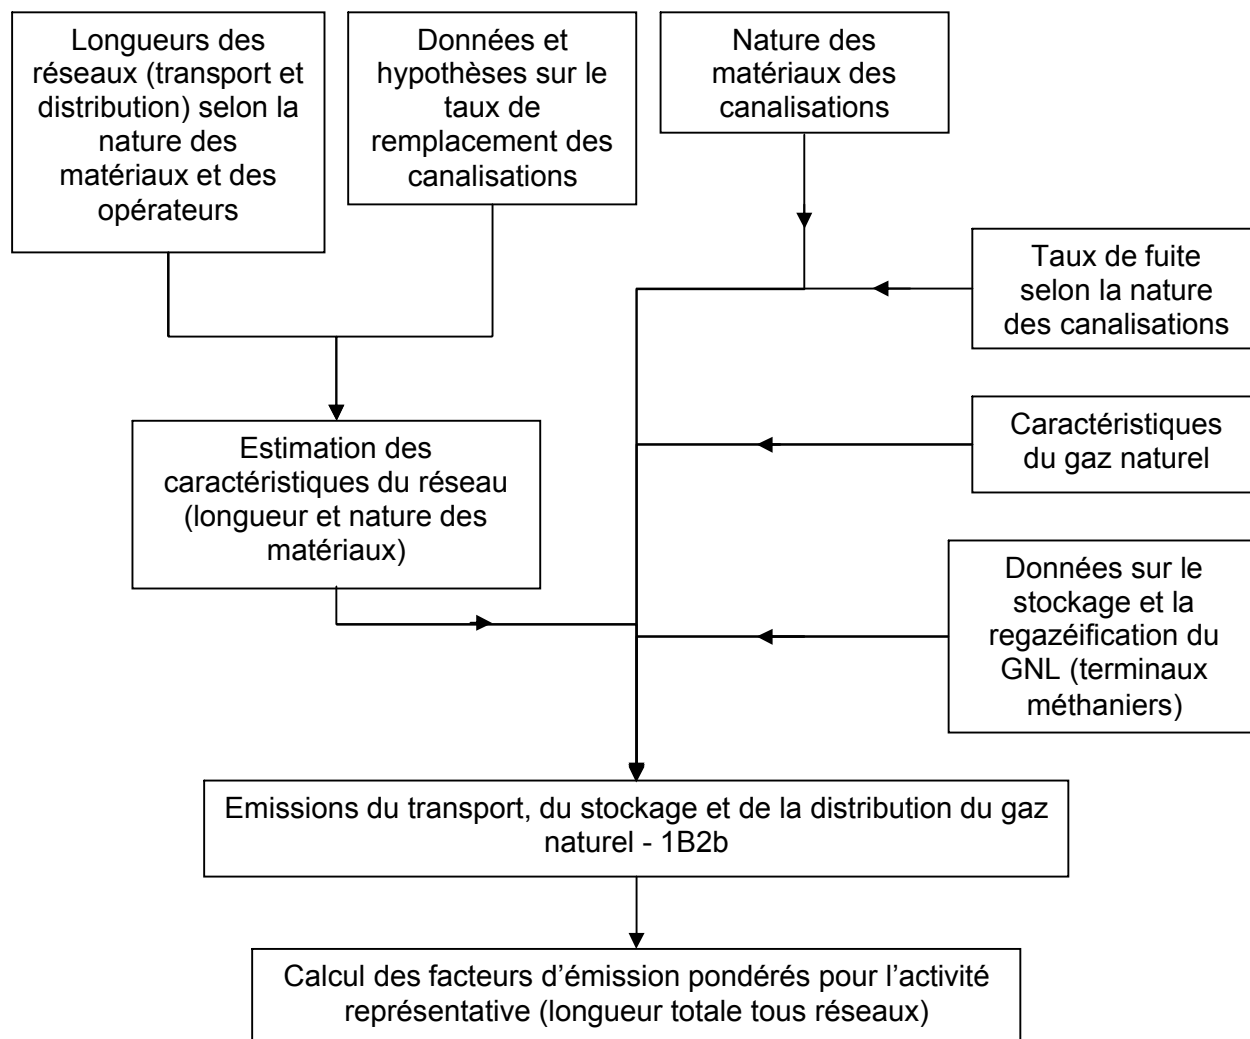 Longueurs des
réseaux (transport et
distribution) selon la
nature des
matériaux et des
opérateurs
Données et
hypothèses sur le
taux de
remplacement des
canalisations
Nature des
matériaux des
canalisations
Taux de fuite
selon la nature
des canalisations
Caractéristiques
du gaz naturel
Estimation des
caractéristiques du réseau
(longueur et nature des
matériaux)
Données sur le
stockage et la
regazéification du
GNL (terminaux
méthaniers)
Emissions du transport, du stockage et de la distribution du gaz
naturel - 1B2b
Calcul des facteurs d’émission pondérés pour l’activité
représentative (longueur totale tous réseaux)